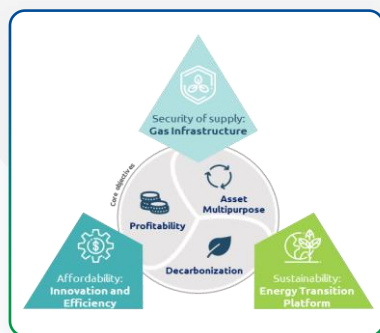 Security of supply:
Gas Infrastructure
Core objectives
Asset
Multipurpose
Profitability
Decarbonization
Affordability:
Innovation and
Efficiency
Sustainability:
Energy Transition
Platform